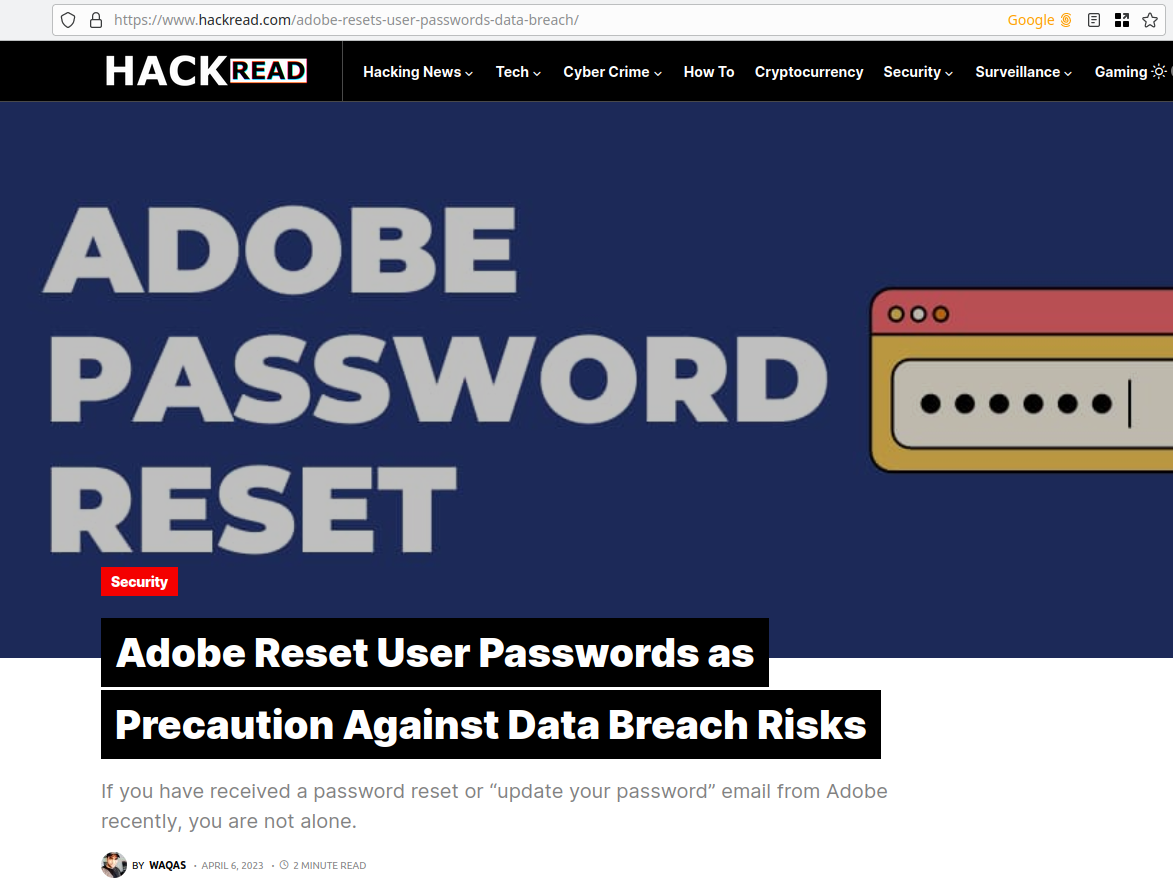 https://www.hackread.com/adobe-resets-user-passwords-data-breach/
Google
HACKREAD
Hacking News
Tech
Cyber Crime
How To
Cryptocurrency
Security
Surveillance
Gaming
ADOBE
PASSWORD
RESET
Security
Adobe Reset User Passwords as
Precaution Against Data Breach Risks
If you have received a password reset or “update your password” email from Adobe
recently, you are not alone.
BY WAQAS · APRIL 6, 2023 · 2 MINUTE READ